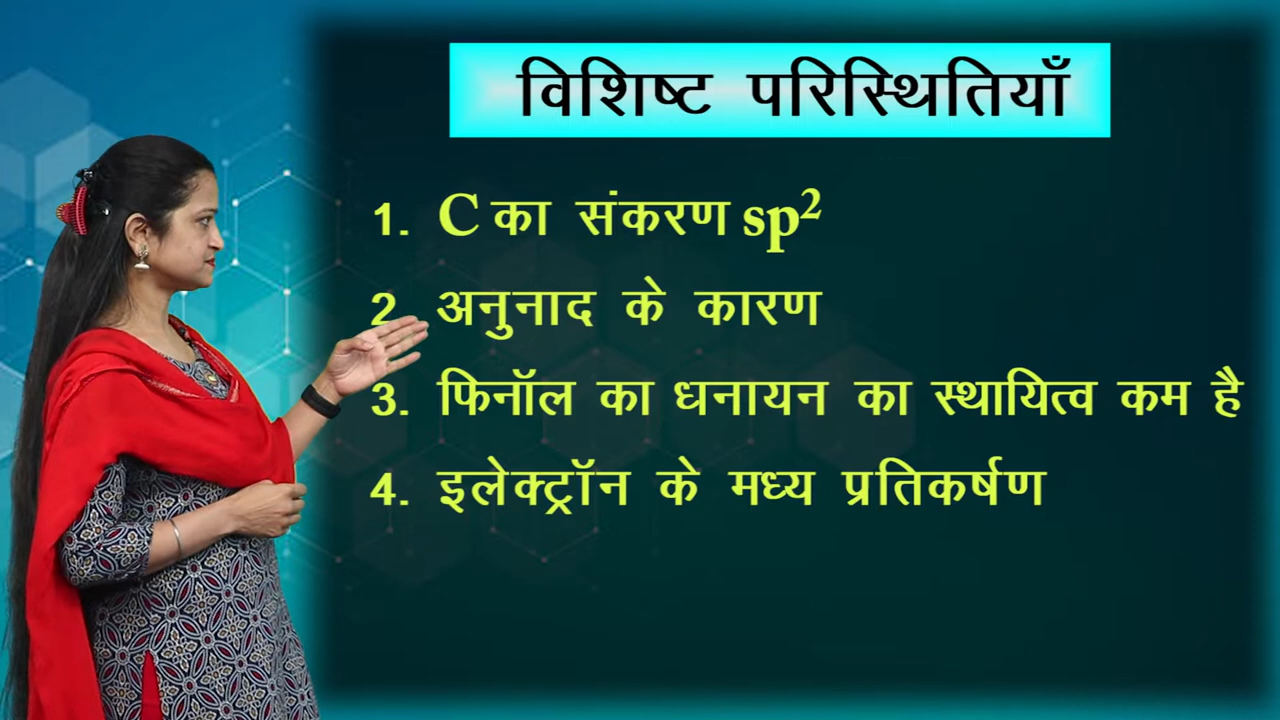 विशिष्ट परिस्थितियाँ
1. C का संकरण sp²
2. अनुनाद के कारण
3. फिनॉल का धनायन का स्थायित्व कम है
4. इलेक्ट्रॉन के मध्य प्रतिकर्षण